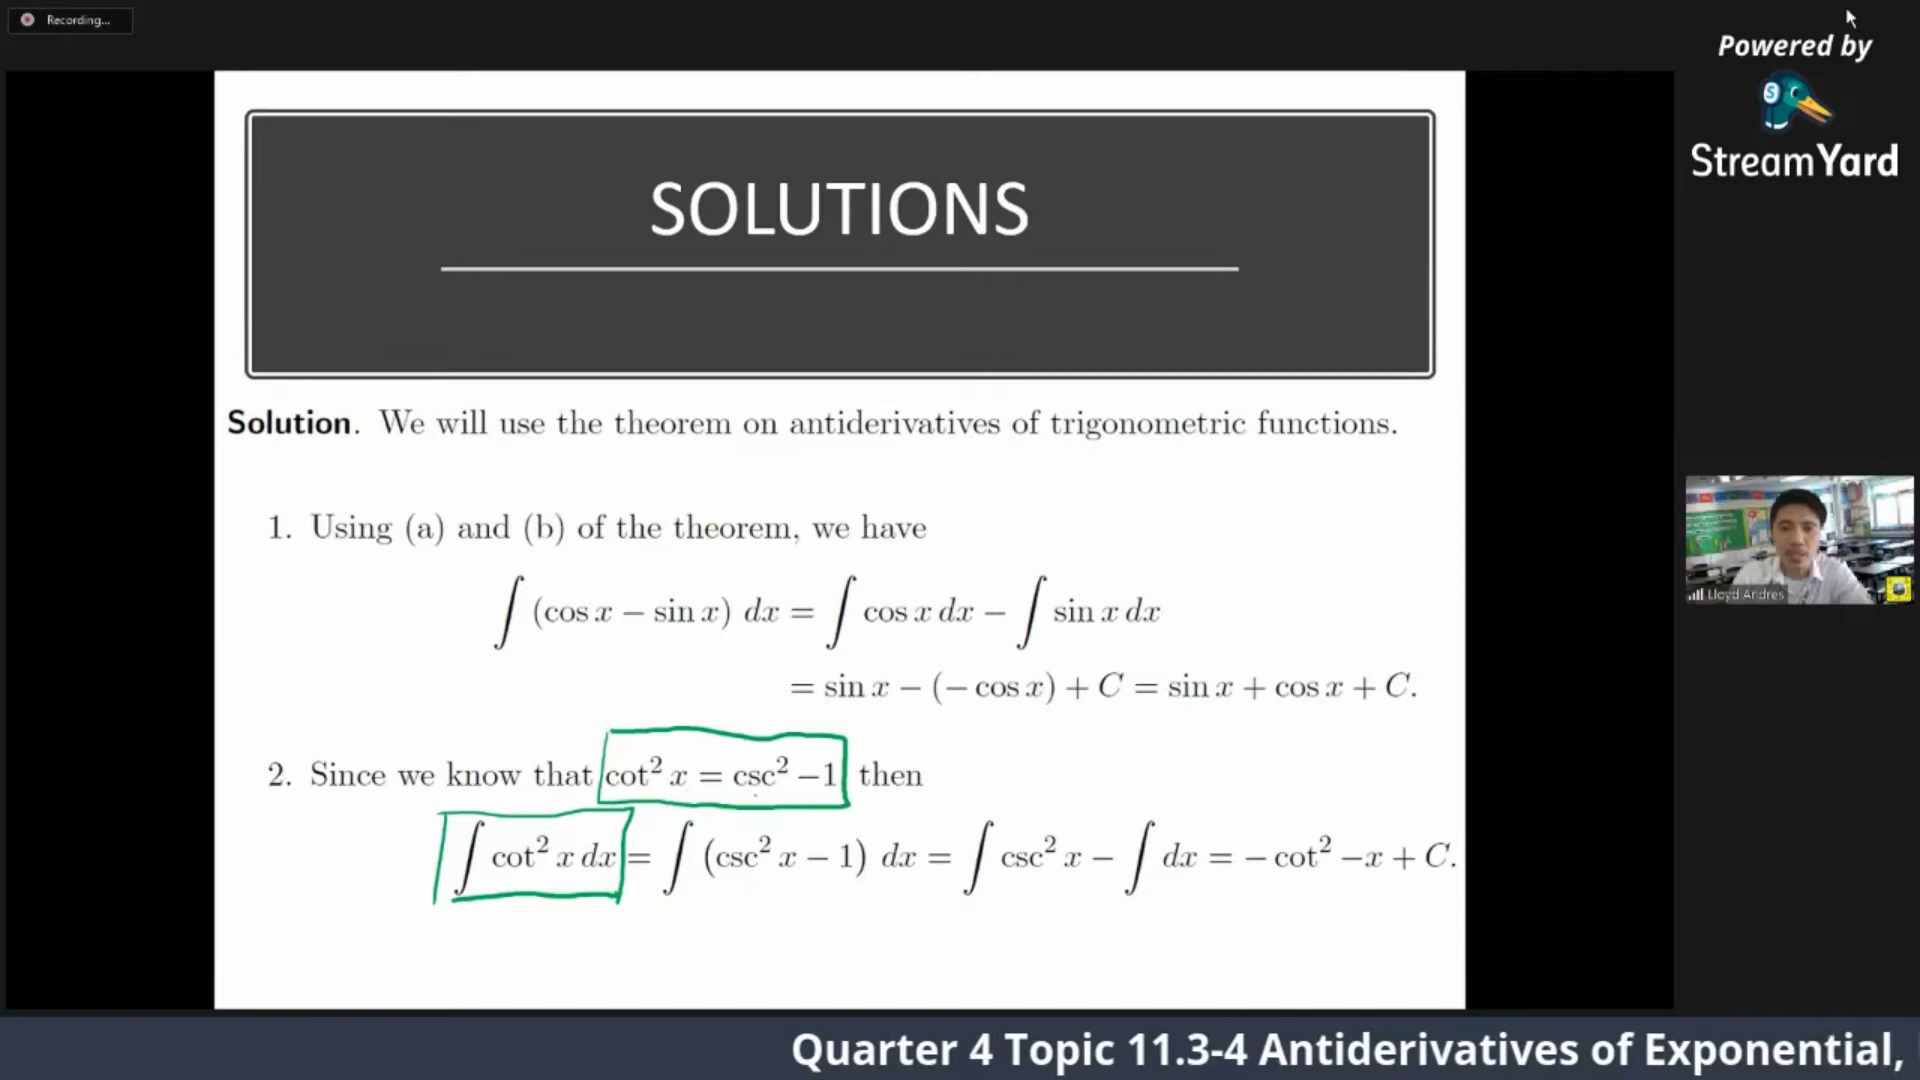 Recording...
Powered by
StreamYard
SOLUTIONS
Solution. We will use the theorem on antiderivatives of trigonometric functions.
1. Using (a) and (b) of the theorem, we have
∫ (cos x − sin x) dx = ∫ cos x dx − ∫ sin x dx
= sin x − (− cos x) + C = sin x + cos x + C.
2. Since we know that cot² x = csc² −1 then
∫ cot² x dx = ∫ (csc² x − 1) dx = ∫ csc² x − ∫ dx = − cot² −x + C.
Lloyd Andres
Quarter 4 Topic 11.3-4 Antiderivatives of Exponential,